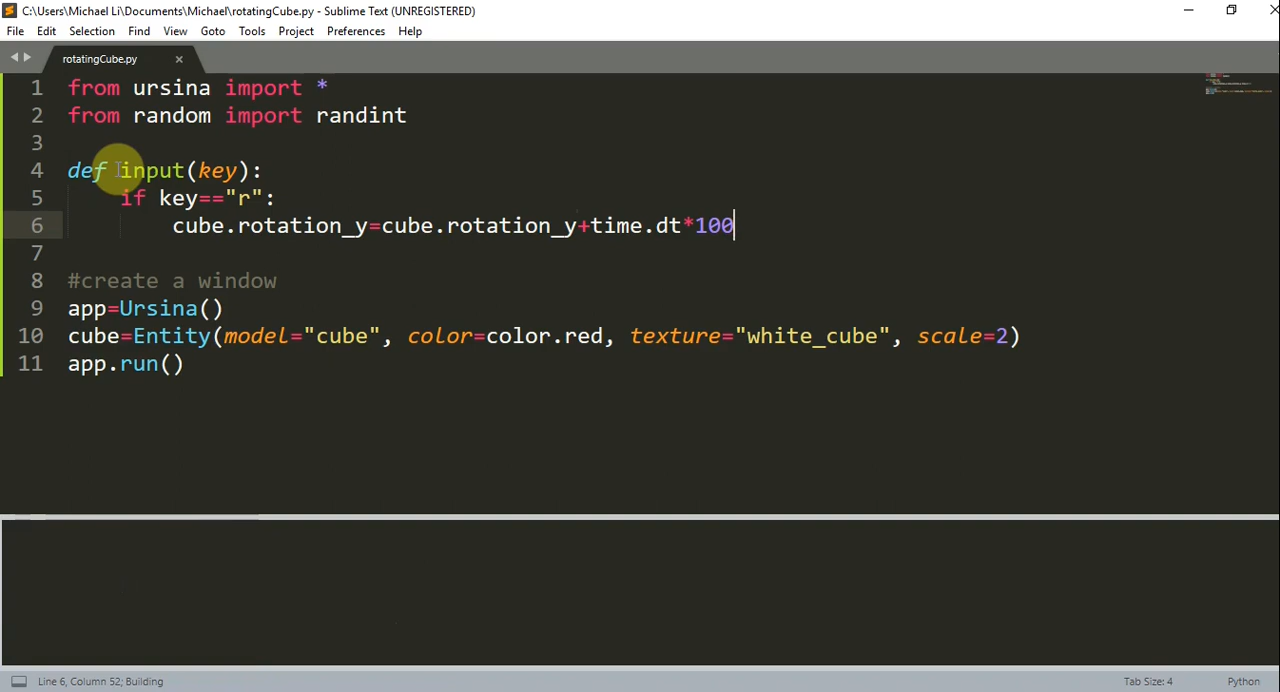 C:\Users\Michael Li\Documents\Michael\rotatingCube.py - Sublime Text (UNREGISTERED)
File Edit Selection Find View Goto Tools Project Preferences Help
rotatingCube.py ×
1 from ursina import *
2 from random import randint
3
4 def input(key):
5 if key=="r":
6 cube.rotation_y=cube.rotation_y+time.dt*100
7
8 #create a window
9 app=Ursina()
10 cube=Entity(model="cube", color=color.red, texture="white_cube", scale=2)
11 app.run()
Line 6, Column 52; Building Tab Size: 4 Python